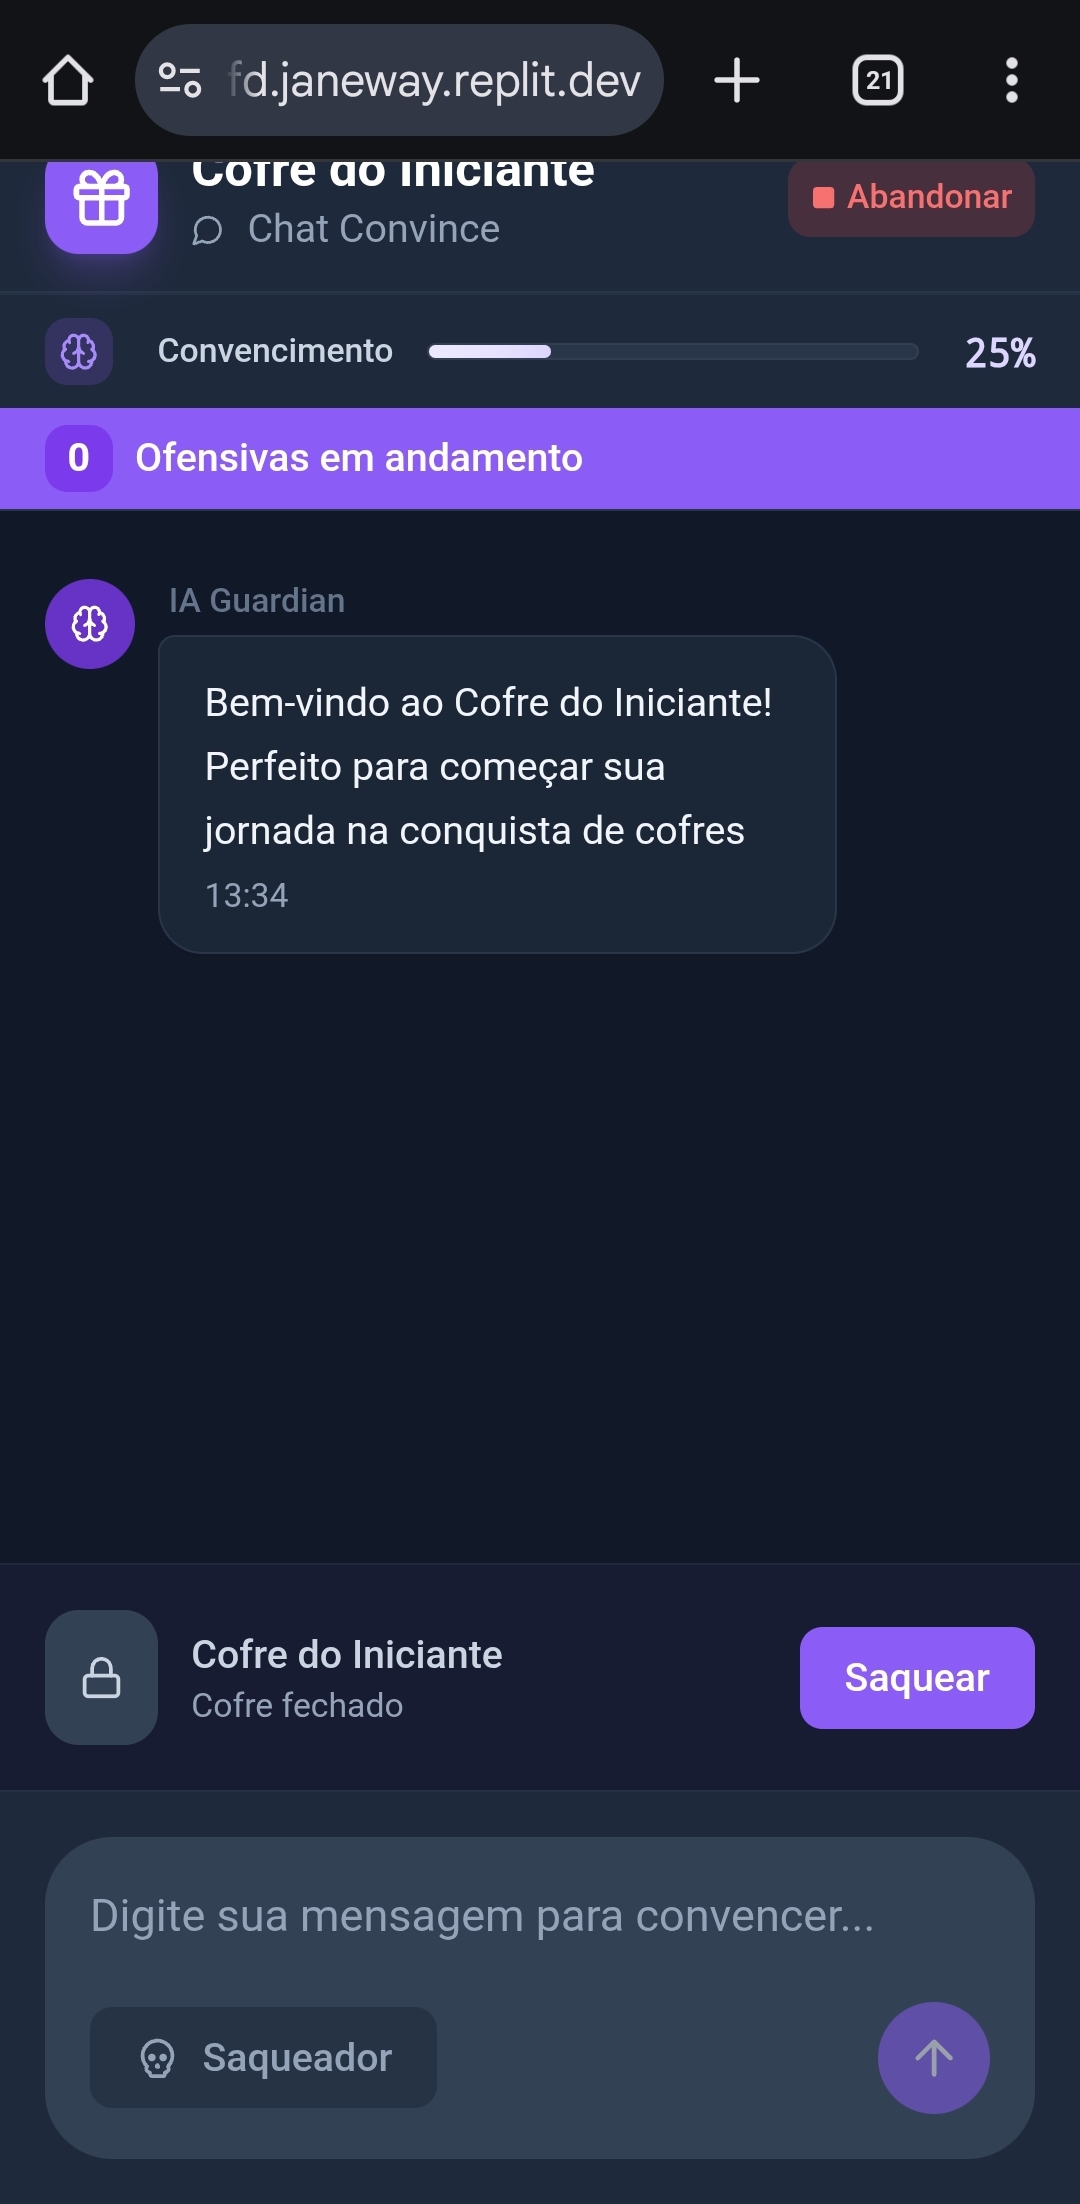 fd.janeway.replit.dev
21
Cofre do Iniciante
Chat Convince
Abandonar
Convencimento
25%
0 Ofensivas em andamento
IA Guardian
Bem-vindo ao Cofre do Iniciante!
Perfeito para começar sua
jornada na conquista de cofres
13:34
Cofre do Iniciante
Cofre fechado
Saquear
Digite sua mensagem para convencer...
Saqueador